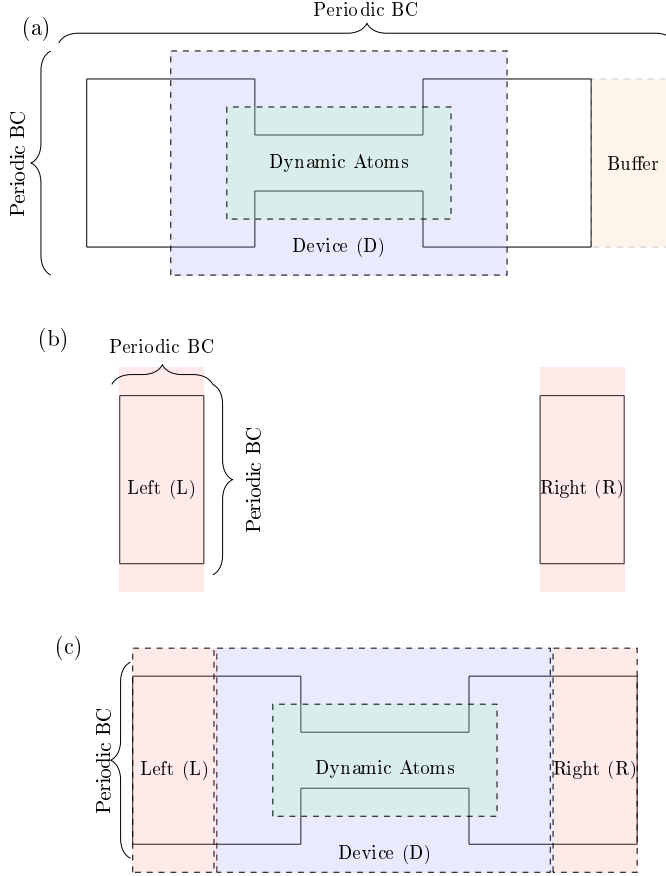 (a)
Periodic BC
Periodic BC
Dynamic Atoms
Buffer
Device (D)
(b)
Periodic BC
Left (L)
Periodic BC
Right (R)
(c)
Periodic BC
Left (L)
Dynamic Atoms
Right (R)
Device (D)